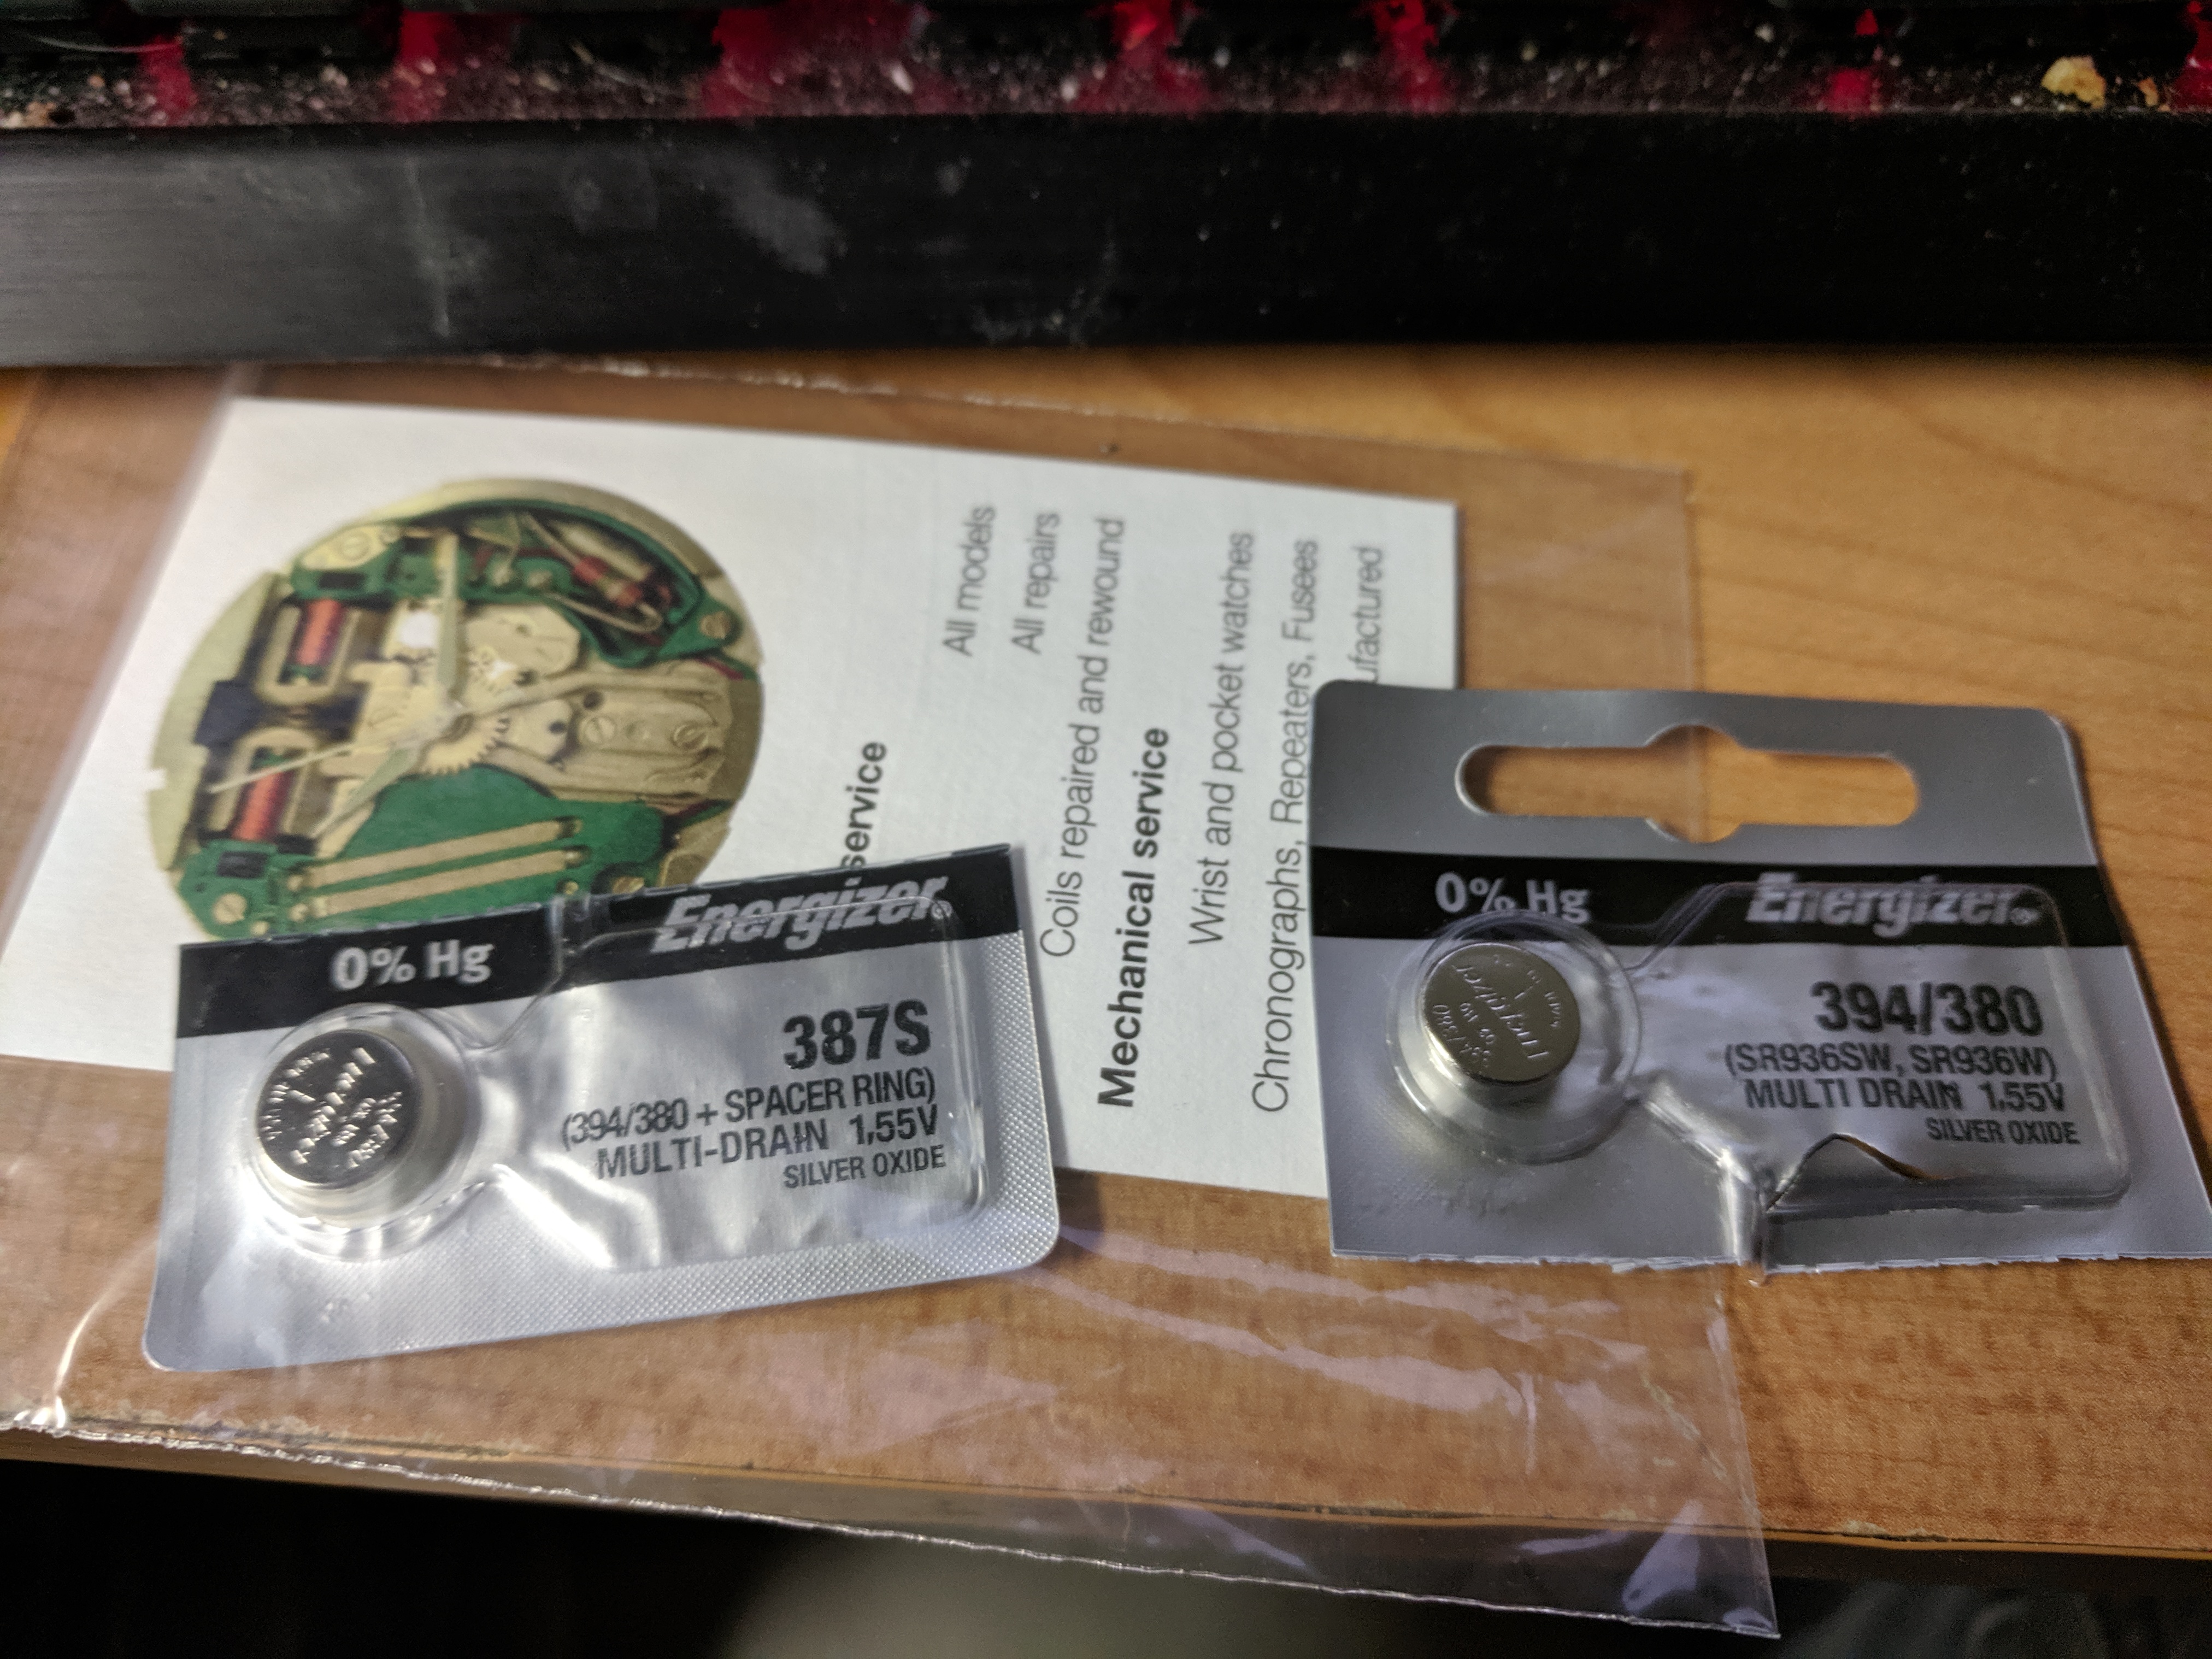 service
All models
All repairs
Coils repaired and rewound
Mechanical service
Wrist and pocket watches
Chronographs, Repeaters, Fusees
ufactured
0% Hg
Energizer
387S
(394/380 + SPACER RING)
MULTI-DRAIN 1.55V
SILVER OXIDE
0% Hg
Energizer
394/380
(SR936SW, SR936W)
MULTI DRAIN 1.55V
SILVER OXIDE